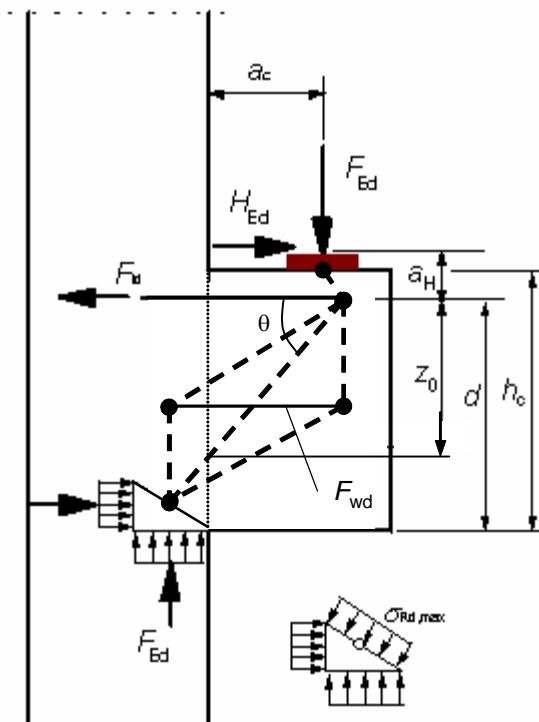 a_c
F_Ed
H_Ed
a_H
F_td
θ
z_0
d
h_c
F_wd
F_Ed
σ_Rd,max